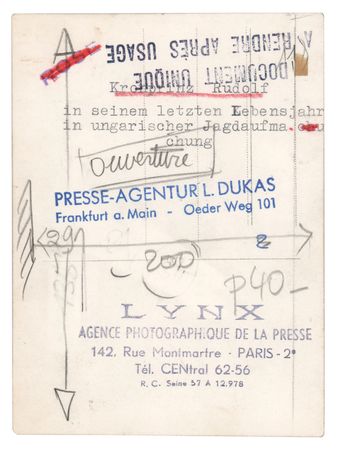 A
DOCUMENT UNIQUE
A RENDRE APRÈS USAGE
Kronprinz Rudolf
in seinem letzten Lebensjahr
in ungarischer Jagdaufma
chung
ouverture
PRESSE-AGENTUR L. DUKAS
Frankfurt a. Main - Oeder Weg 101
29
200
p40-
LYNX
AGENCE PHOTOGRAPHIQUE DE LA PRESSE
142, Rue Montmartre - PARIS-2e
Tél. CENtral 62-56
R. C. Seine 57 A 12.978